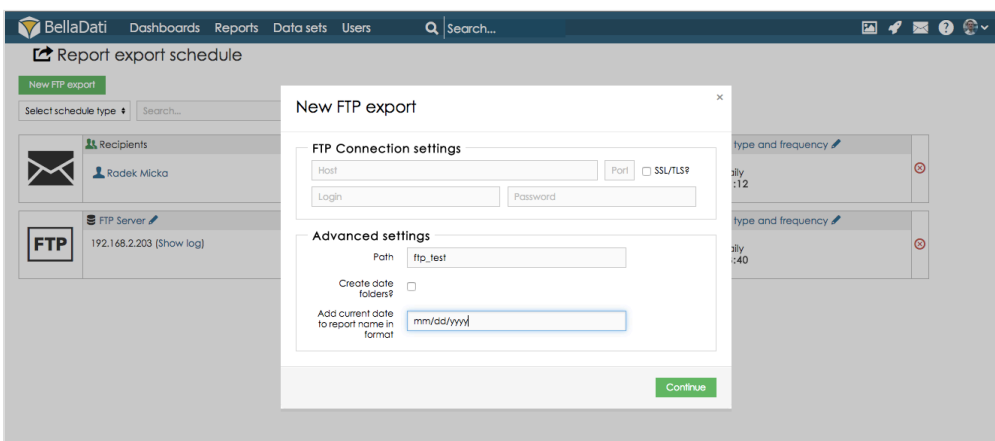 BellaDati Dashboards Reports Data sets Users Search...
Report export schedule
New FTP export
Select schedule type Search...
Recipients
Radek Micka
FTP Server
FTP
192.168.2.203 (Show log)
New FTP export
×
FTP Connection settings
Host Port SSL/TLS?
Login Password
Advanced settings
Path ftp_test
Create date
folders?
Add current date
to report name in
format
mm/dd/yyyy
Continue
type and frequency
:12
type and frequency
:40